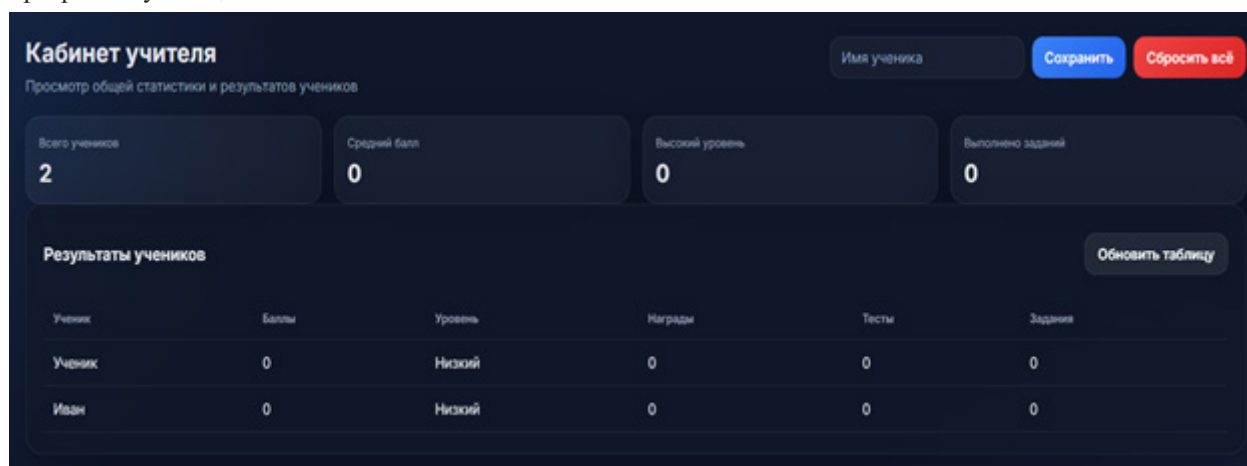 Кабинет учителя
Имя ученика
Сохранить
Сбросить всё
Просмотр общей статистики и результатов учеников
Всего учеников
Средний балл
Высокий уровень
Выполнено заданий
2
0
0
0
Результаты учеников
Обновить таблицу
Ученик Баллы Уровень Награды Тесты Задания
Ученик 0 Низкий 0 0 0
Иван 0 Низкий 0 0 0